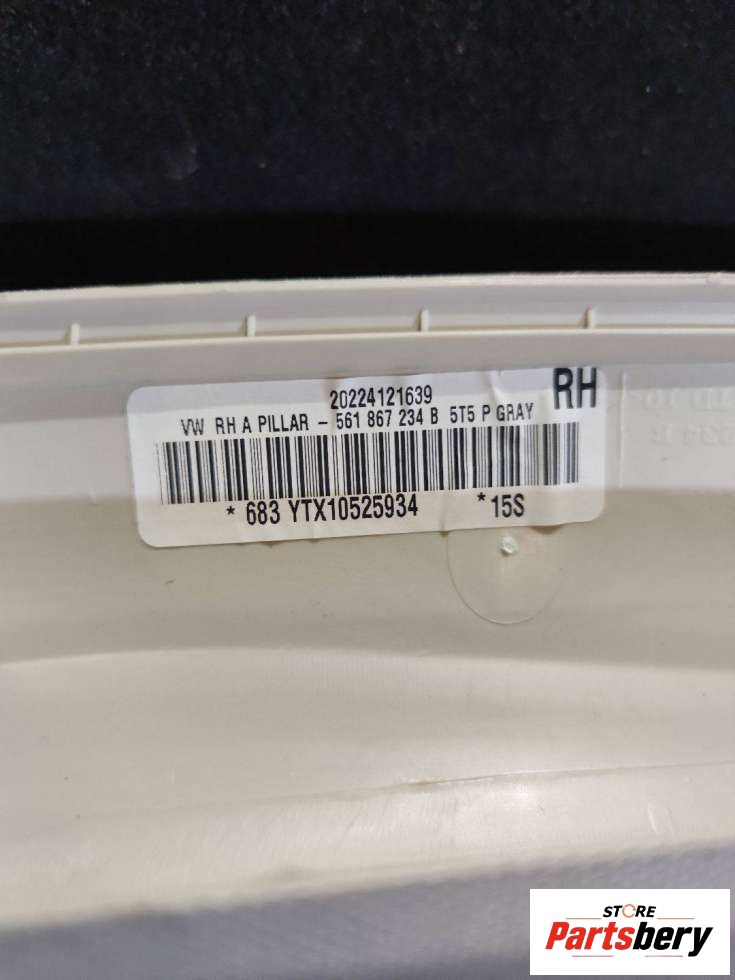 20224121639
RH
VW RH A PILLAR - 561 867 234 B 5T5 P GRAY
* 683 YTX10525934 *15S
STORE
Partsbery